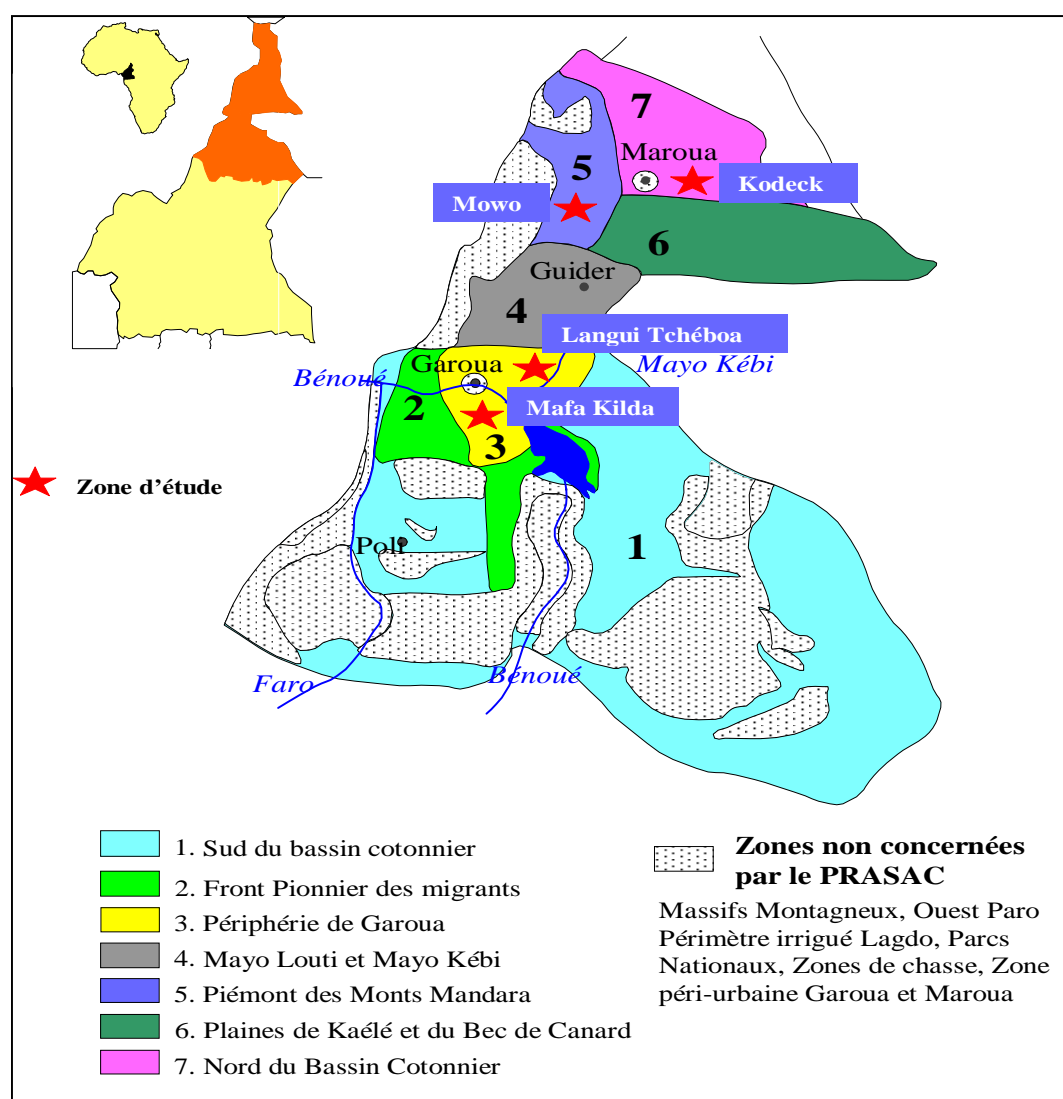 7
Maroua
5
Kodeck
Mowo
6
Guider
4
Langui Tchéboa
Mayo Kébi
Garoua
Bénoué
2
Mafa Kilda
3
Zone d'étude
1
Poli
Bénoué
Faro
1. Sud du bassin cotonnier
2. Front Pionnier des migrants
3. Périphérie de Garoua
4. Mayo Louti et Mayo Kébi
5. Piémont des Monts Mandara
6. Plaines de Kaélé et du Bec de Canard
7. Nord du Bassin Cotonnier
Zones non concernées
par le PRASAC
Massifs Montagneux, Ouest Paro
Périmètre irrigué Lagdo, Parcs
Nationaux, Zones de chasse, Zone
péri-urbaine Garoua et Maroua